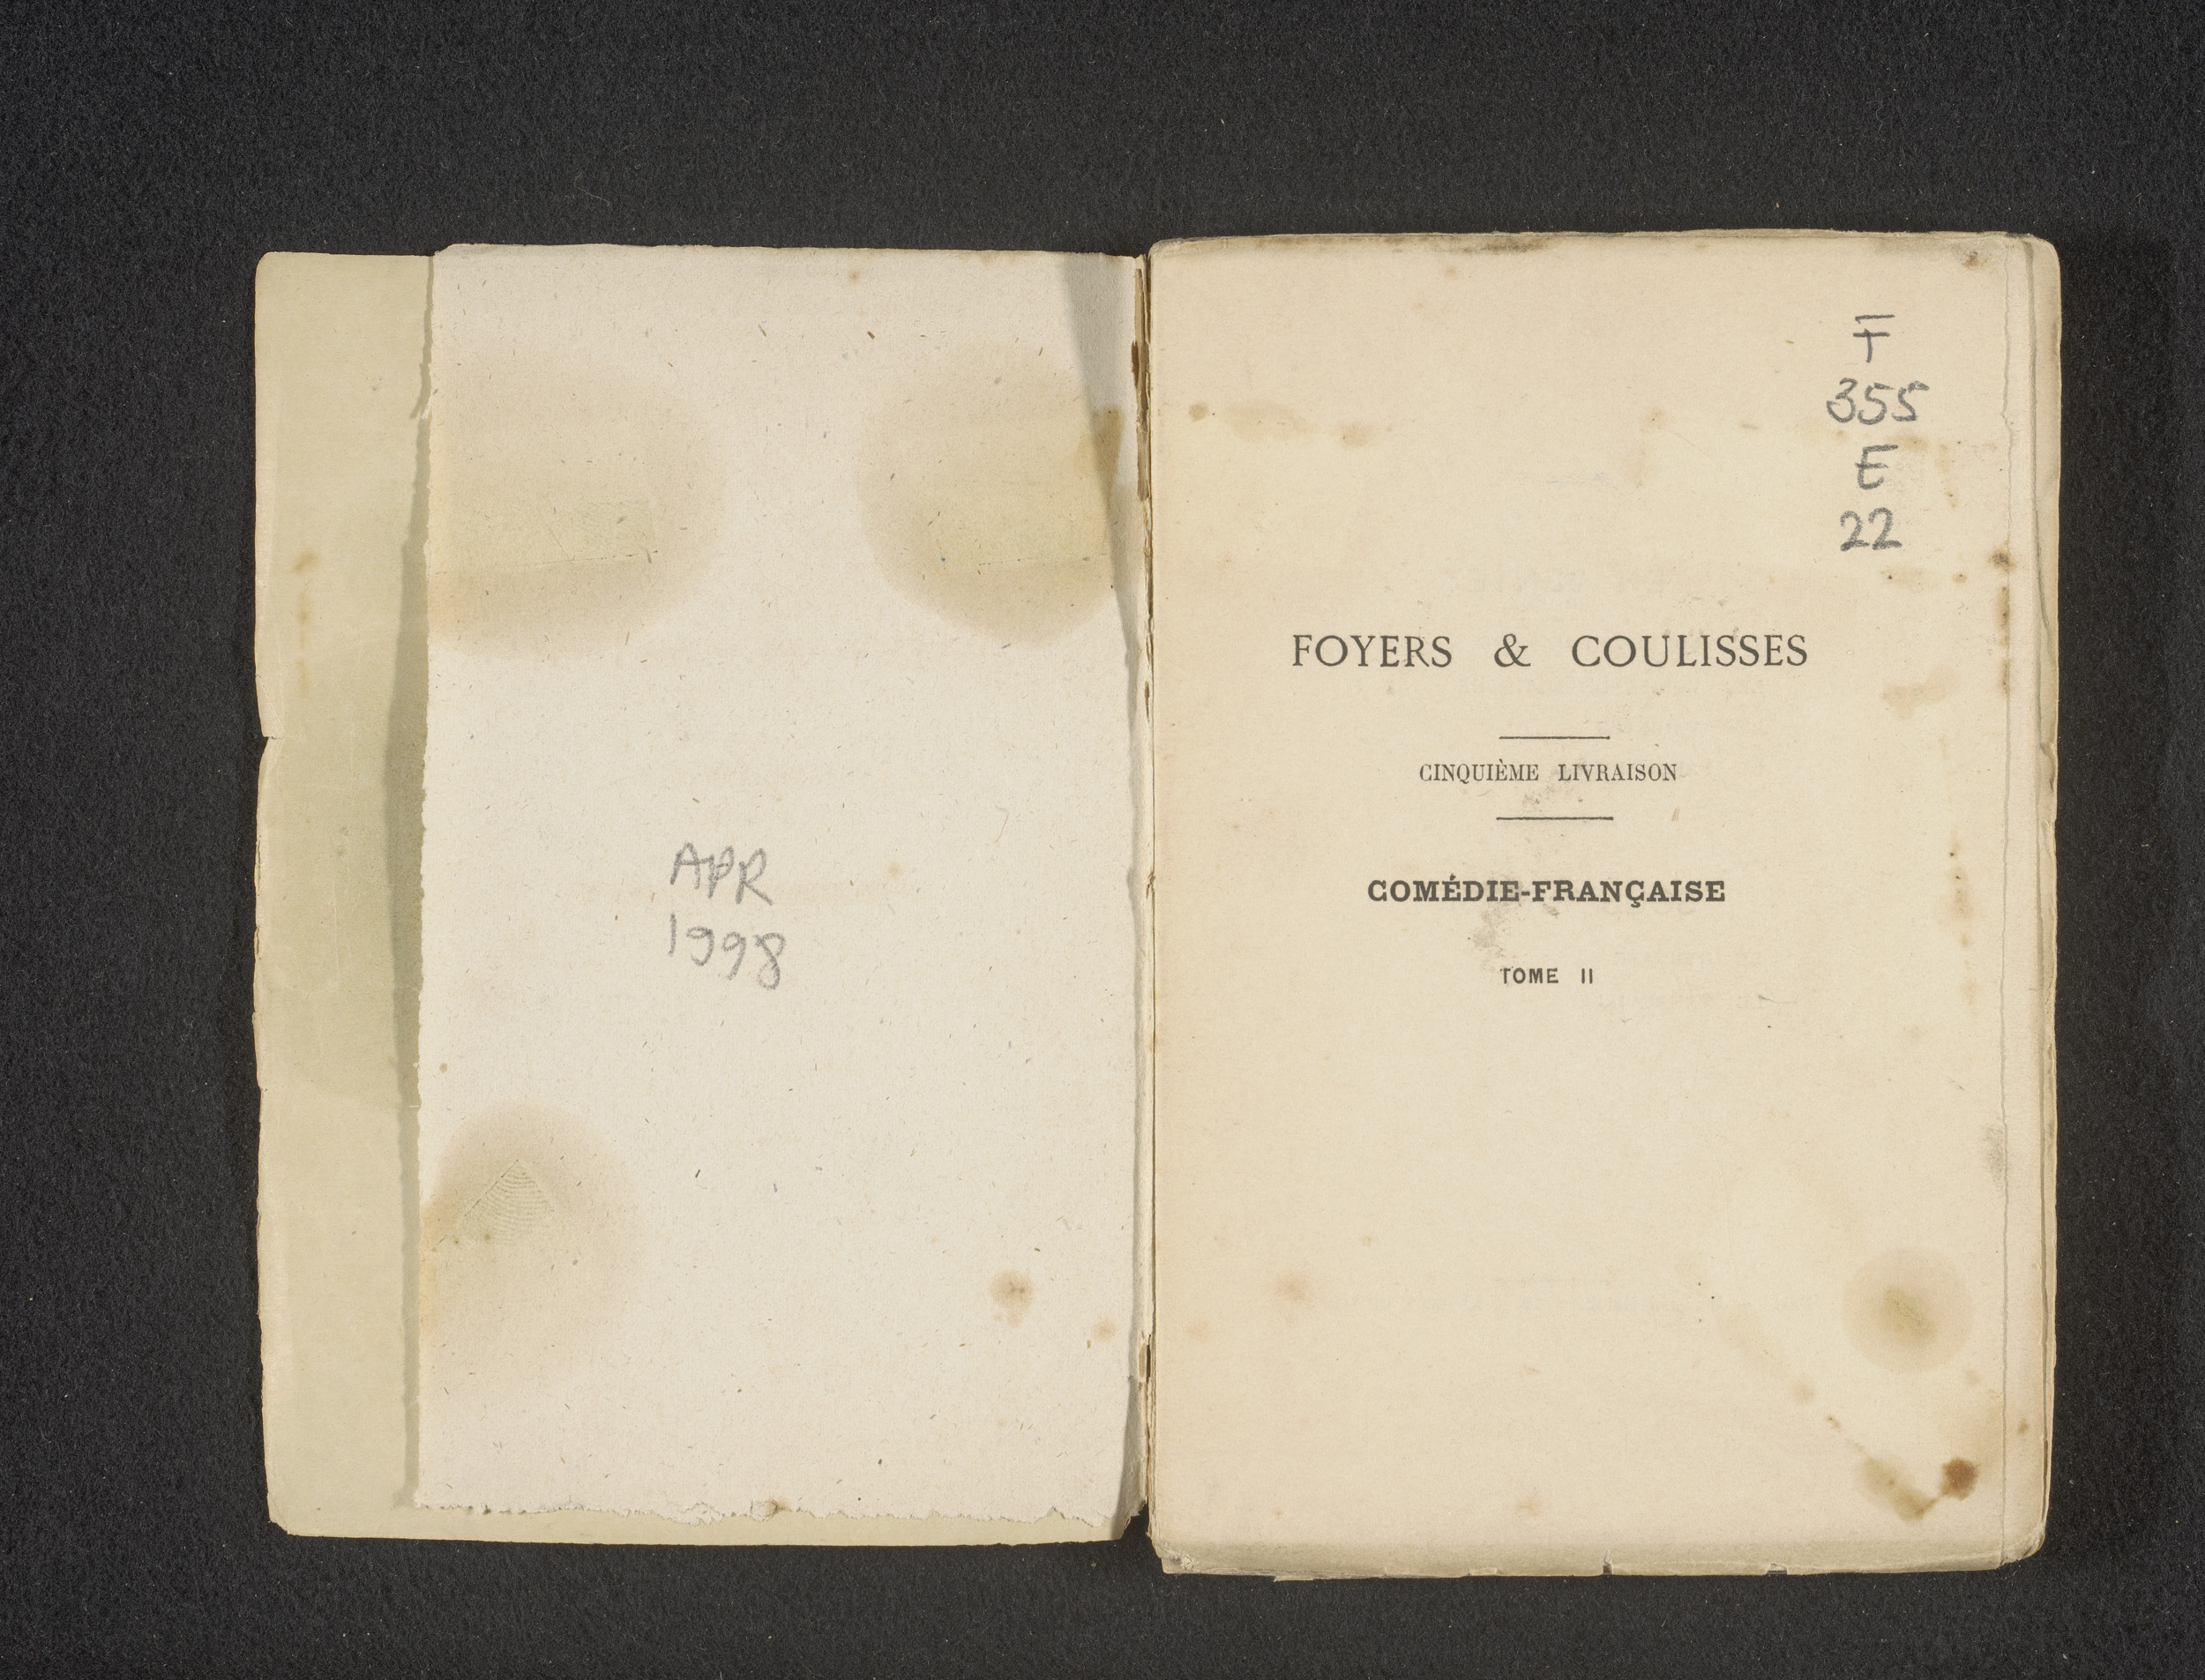 APR
1998
F
355
E
22
FOYERS & COULISSES
CINQUIÈME LIVRAISON
COMÉDIE-FRANÇAISE
TOME II